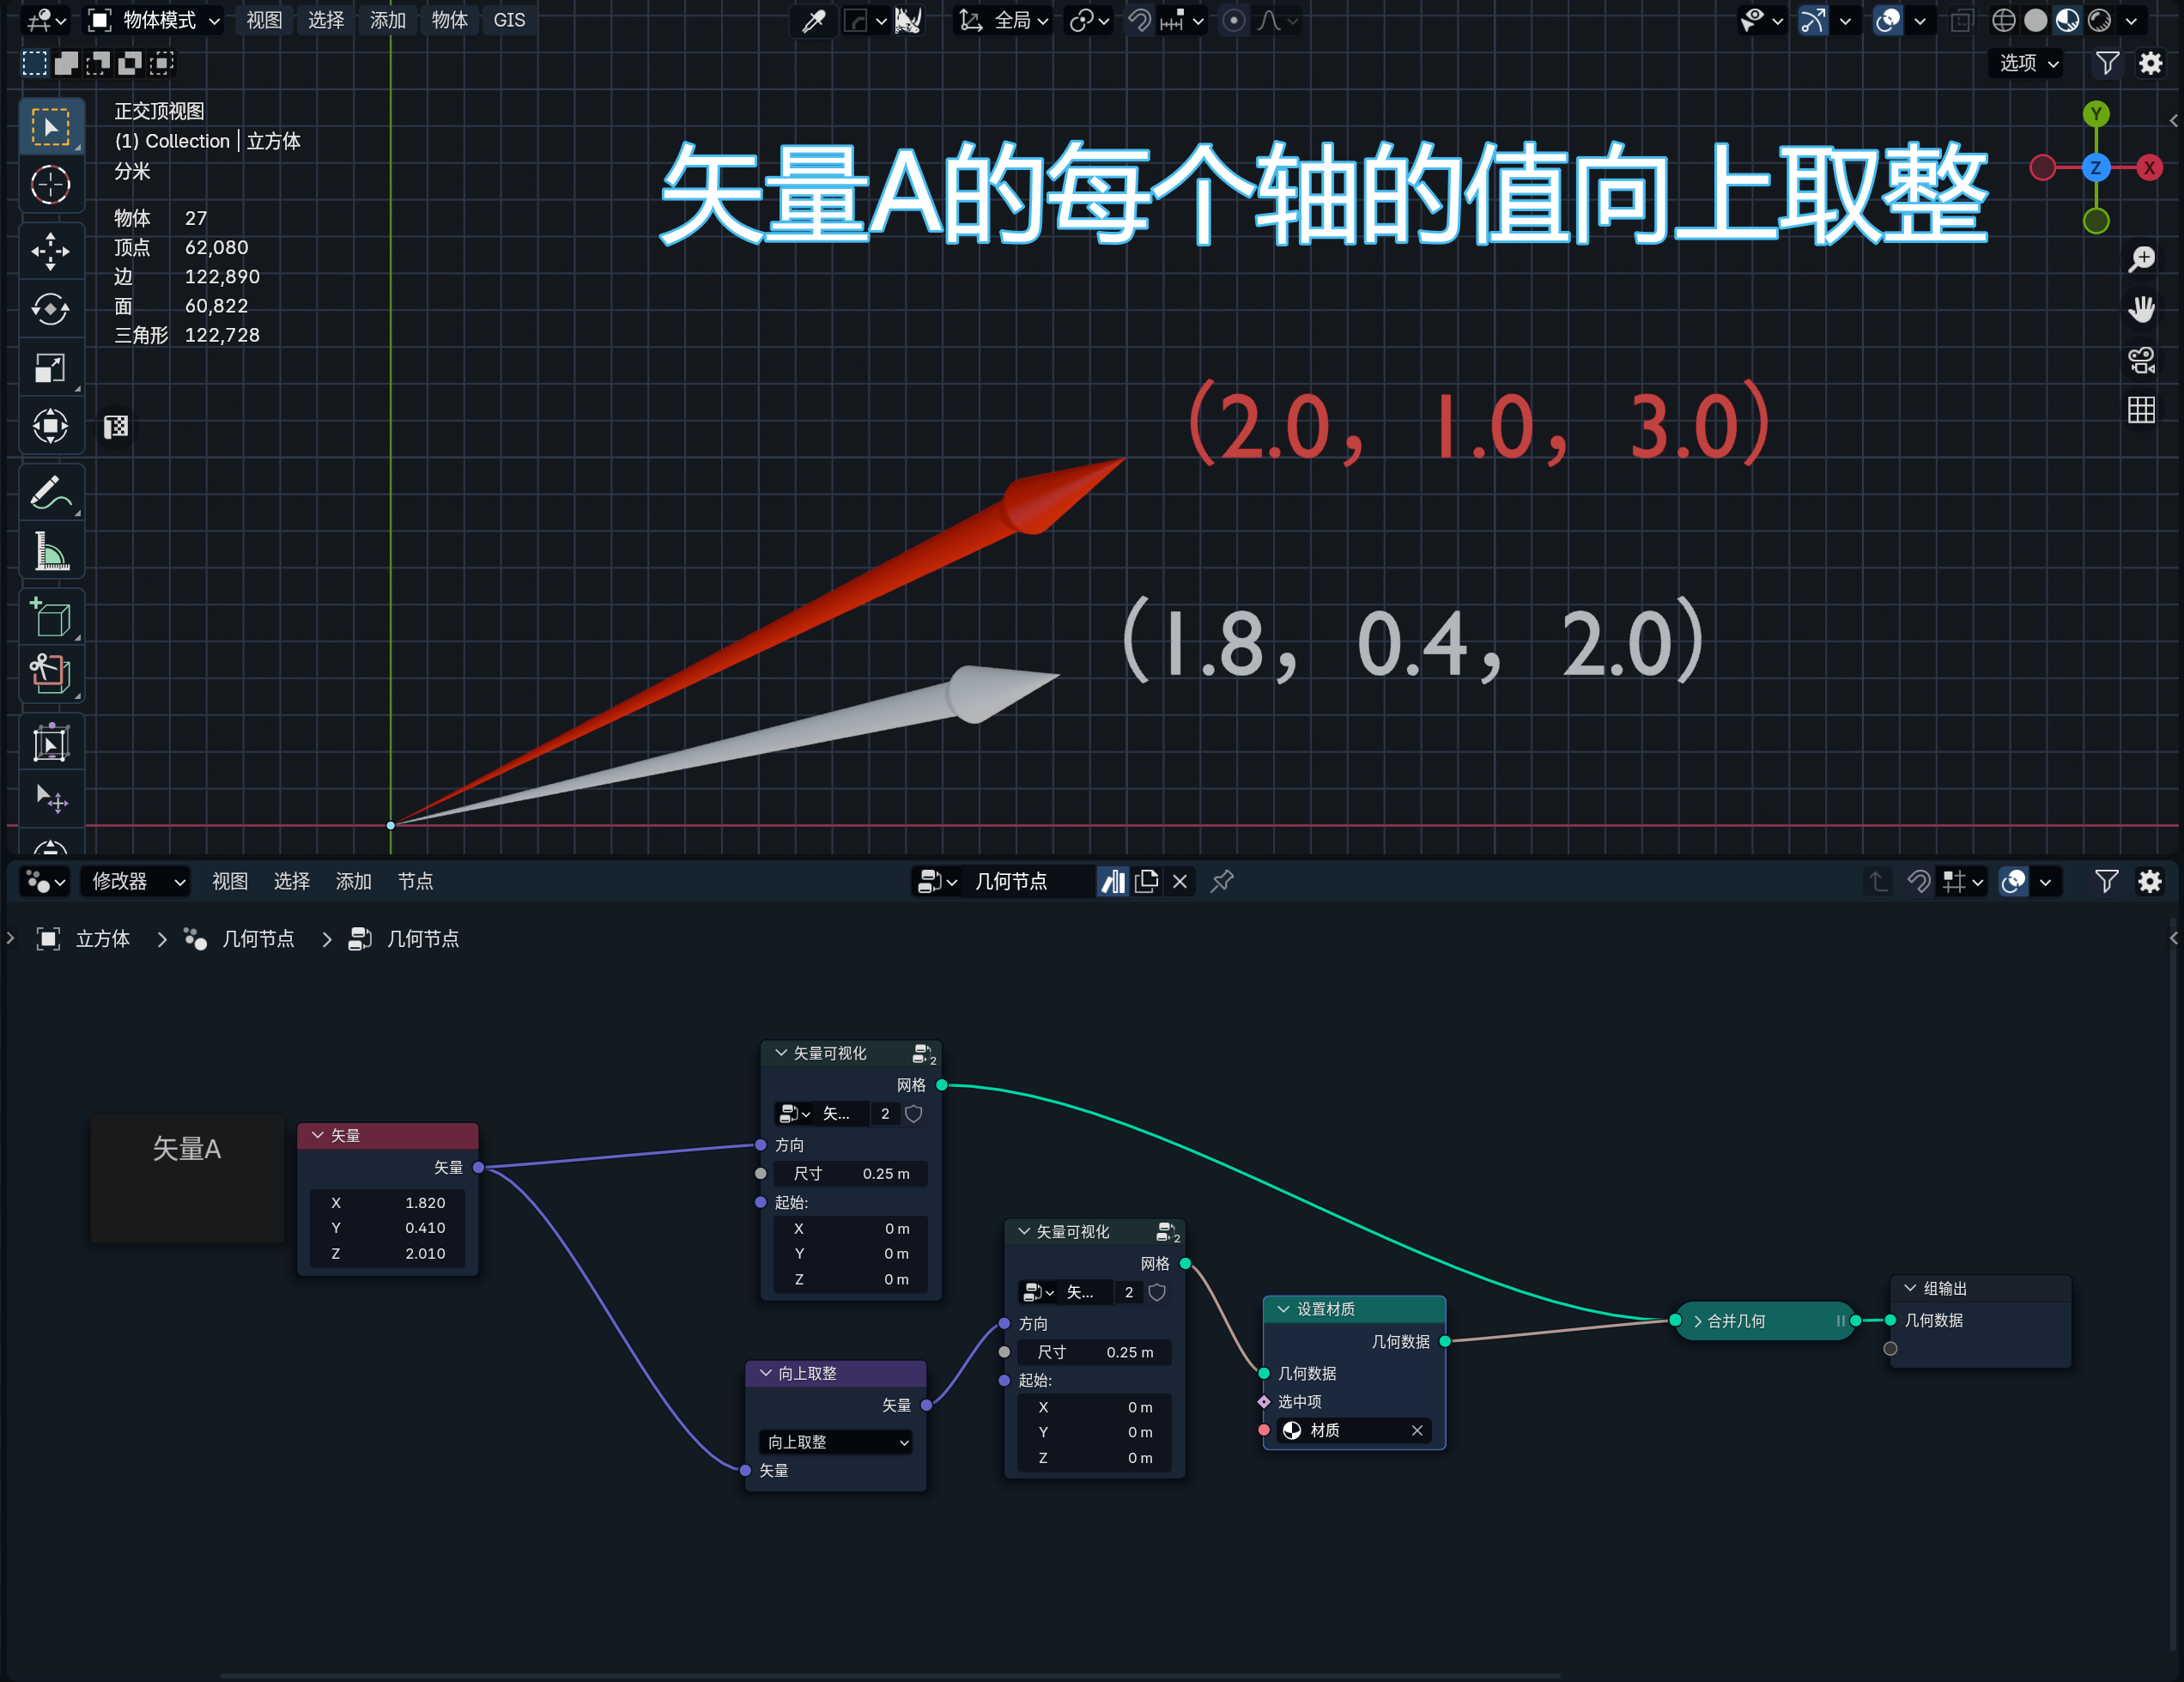 物体模式 视图 选择 添加 物体 GIS 全局
选项
正交顶视图
(1) Collection | 立方体
分米
物体 27
顶点 62,080
边 122,890
面 60,822
三角形 122,728
矢量A的每个轴的值向上取整
Y
Z
X
(2.0, 1.0, 3.0)
(1.8, 0.4, 2.0)
修改器 视图 选择 添加 节点 几何节点
立方体 > 几何节点 > 几何节点
矢量A
矢量
矢量
X 1.820
Y 0.410
Z 2.010
矢量可视化 2
网格
矢... 2
方向
尺寸 0.25 m
起始:
X 0 m
Y 0 m
Z 0 m
向上取整
矢量
向上取整
矢量
矢量可视化 2
网格
矢... 2
方向
尺寸 0.25 m
起始:
X 0 m
Y 0 m
Z 0 m
设置材质
几何数据
几何数据
选中项
材质
合并几何
组输出
几何数据